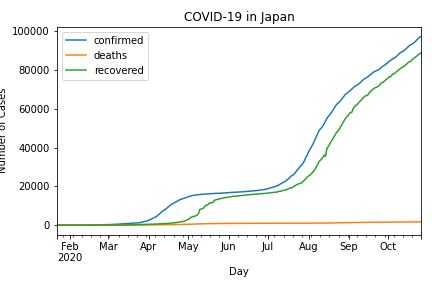 COVID-19 in Japan
confirmed
deaths
recovered
100000
80000
60000
40000
20000
0
Number of Cases
Feb Mar Apr May Jun Jul Aug Sep Oct
2020
Day